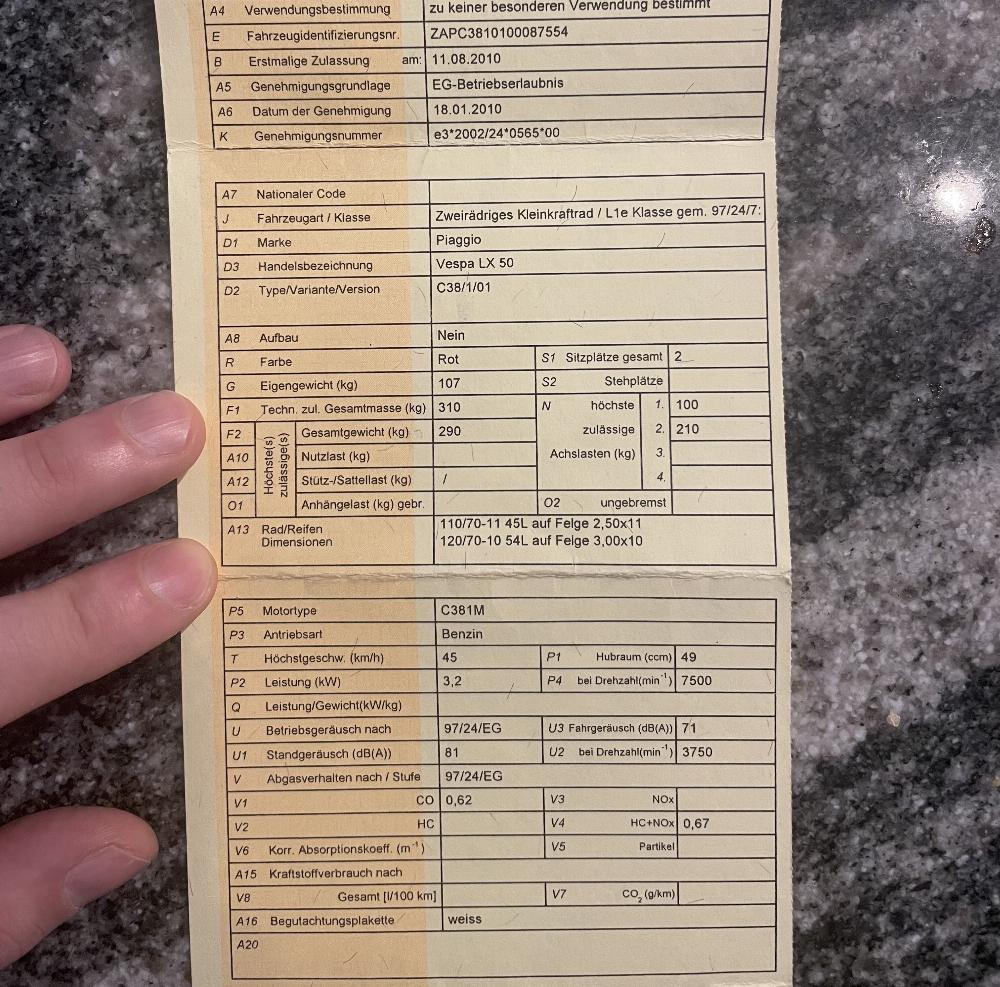 A4 Verwendungsbestimmung zu keiner besonderen Verwendung bestimmt
E Fahrzeugidentifizierungsnr. ZAPC3810100087554
B Erstmalige Zulassung am: 11.08.2010
A5 Genehmigungsgrundlage EG-Betriebserlaubnis
A6 Datum der Genehmigung 18.01.2010
K Genehmigungsnummer e3*2002/24*0565*00
A7 Nationaler Code
J Fahrzeugart / Klasse Zweirädriges Kleinkraftrad / L1e Klasse gem. 97/24/7:
D1 Marke Piaggio
D3 Handelsbezeichnung Vespa LX 50
D2 Type/Variante/Version C38/1/01
A8 Aufbau Nein
R Farbe Rot S1 Sitzplätze gesamt 2
G Eigengewicht (kg) 107 S2 Stehplätze
F1 Techn. zul. Gesamtmasse (kg) 310 N höchste 1. 100
Höchste(s) zulässige(s)
F2 Gesamtgewicht (kg) 290 zulässige 2. 210
A10 Nutzlast (kg) Achslasten (kg) 3.
A12 Stütz-/Sattellast (kg) / 4.
O1 Anhängelast (kg) gebr. O2 ungebremst
A13 Rad/Reifen 110/70-11 45L auf Felge 2,50x11
Dimensionen 120/70-10 54L auf Felge 3,00x10
P5 Motortype C381M
P3 Antriebsart Benzin
T Höchstgeschw. (km/h) 45 P1 Hubraum (ccm) 49
P2 Leistung (kW) 3,2 P4 bei Drehzahl(min⁻¹) 7500
Q Leistung/Gewicht(kW/kg)
U Betriebsgeräusch nach 97/24/EG U3 Fahrgeräusch (dB(A)) 71
U1 Standgeräusch (dB(A)) 81 U2 bei Drehzahl(min⁻¹) 3750
V Abgasverhalten nach / Stufe 97/24/EG
V1 CO 0,62 V3 NOx
V2 HC V4 HC+NOx 0,67
V6 Korr. Absorptionskoeff. (m⁻¹) V5 Partikel
A15 Kraftstoffverbrauch nach
V8 Gesamt [l/100 km] V7 CO₂ (g/km)
A16 Begutachtungsplakette weiss
A20